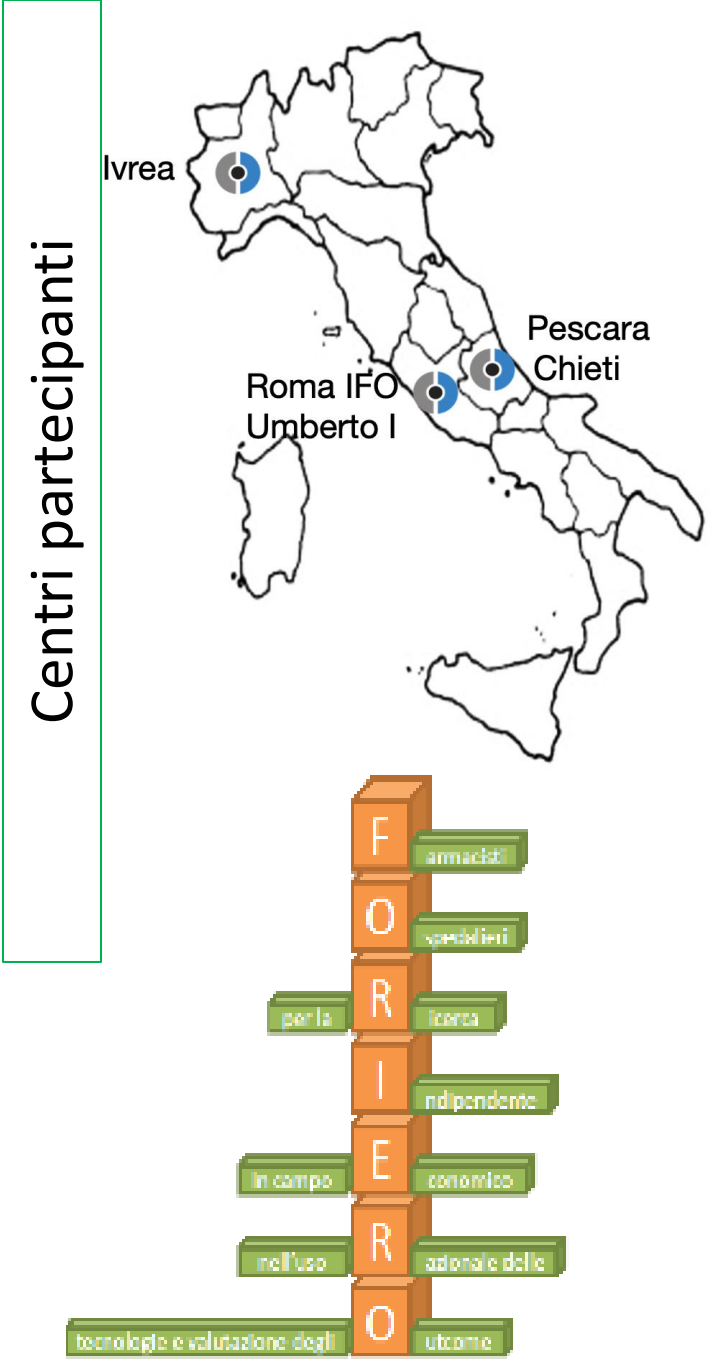 Centri partecipanti
Ivrea
Pescara
Chieti
Roma IFO
Umberto I
F armacisti
O spedalieri
per la R icerca
I ndipendente
in campo E conomico
nell'uso R azionale delle
tecnologie e valutazione degli O utcome